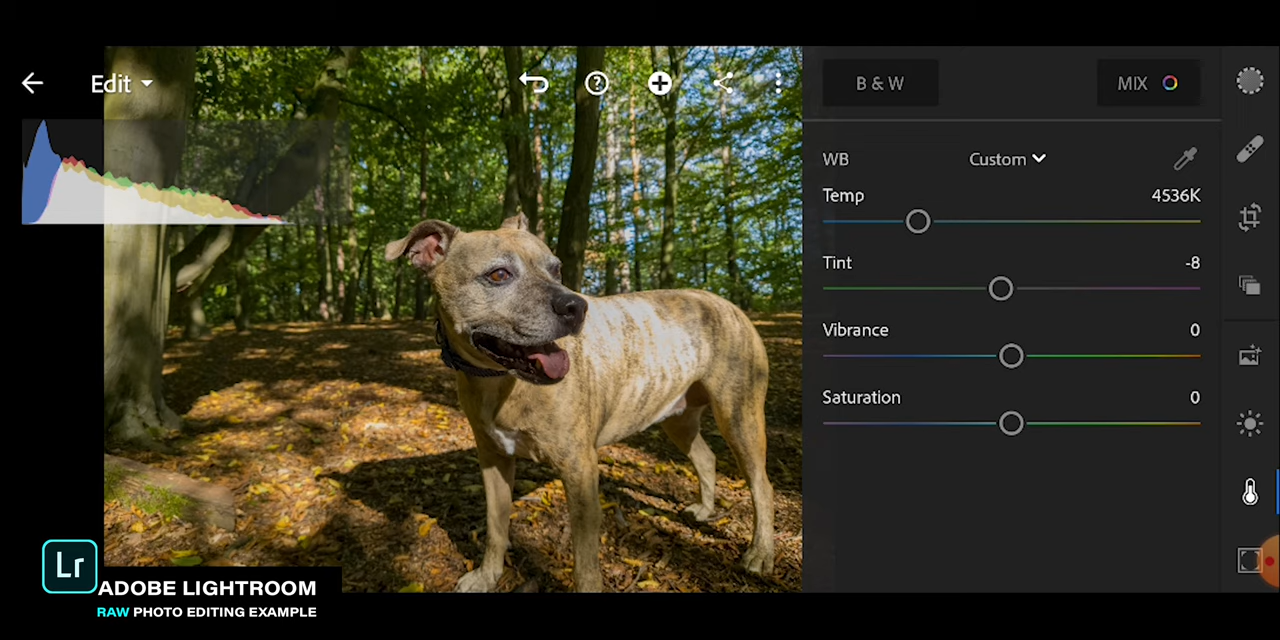 Edit
B & W
MIX
WB
Custom
Temp
4536K
Tint
-8
Vibrance
0
Saturation
0
Lr
ADOBE LIGHTROOM
RAW PHOTO EDITING EXAMPLE